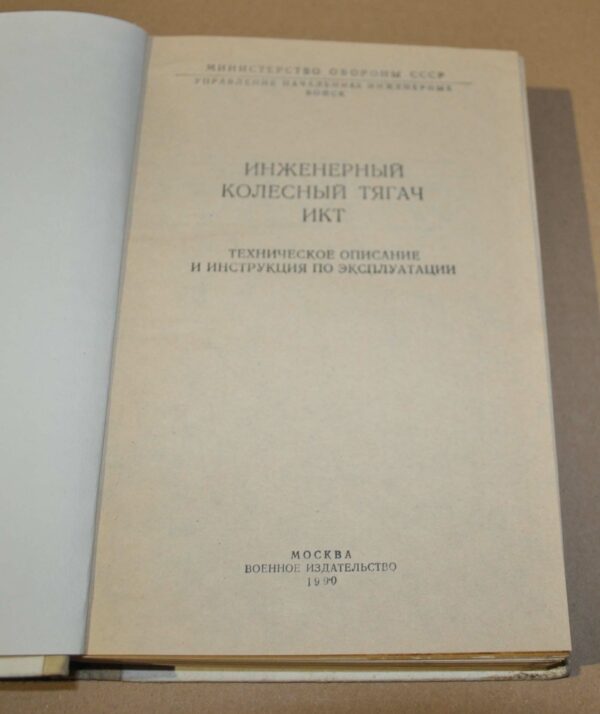 МИНИСТЕРСТВО ОБОРОНЫ СССР
УПРАВЛЕНИЕ НАЧАЛЬНИКА ИНЖЕНЕРНЫХ
ВОЙСК
ИНЖЕНЕРНЫЙ
КОЛЕСНЫЙ ТЯГАЧ
ИКТ
ТЕХНИЧЕСКОЕ ОПИСАНИЕ
И ИНСТРУКЦИЯ ПО ЭКСПЛУАТАЦИИ
МОСКВА
ВОЕННОЕ ИЗДАТЕЛЬСТВО
1990